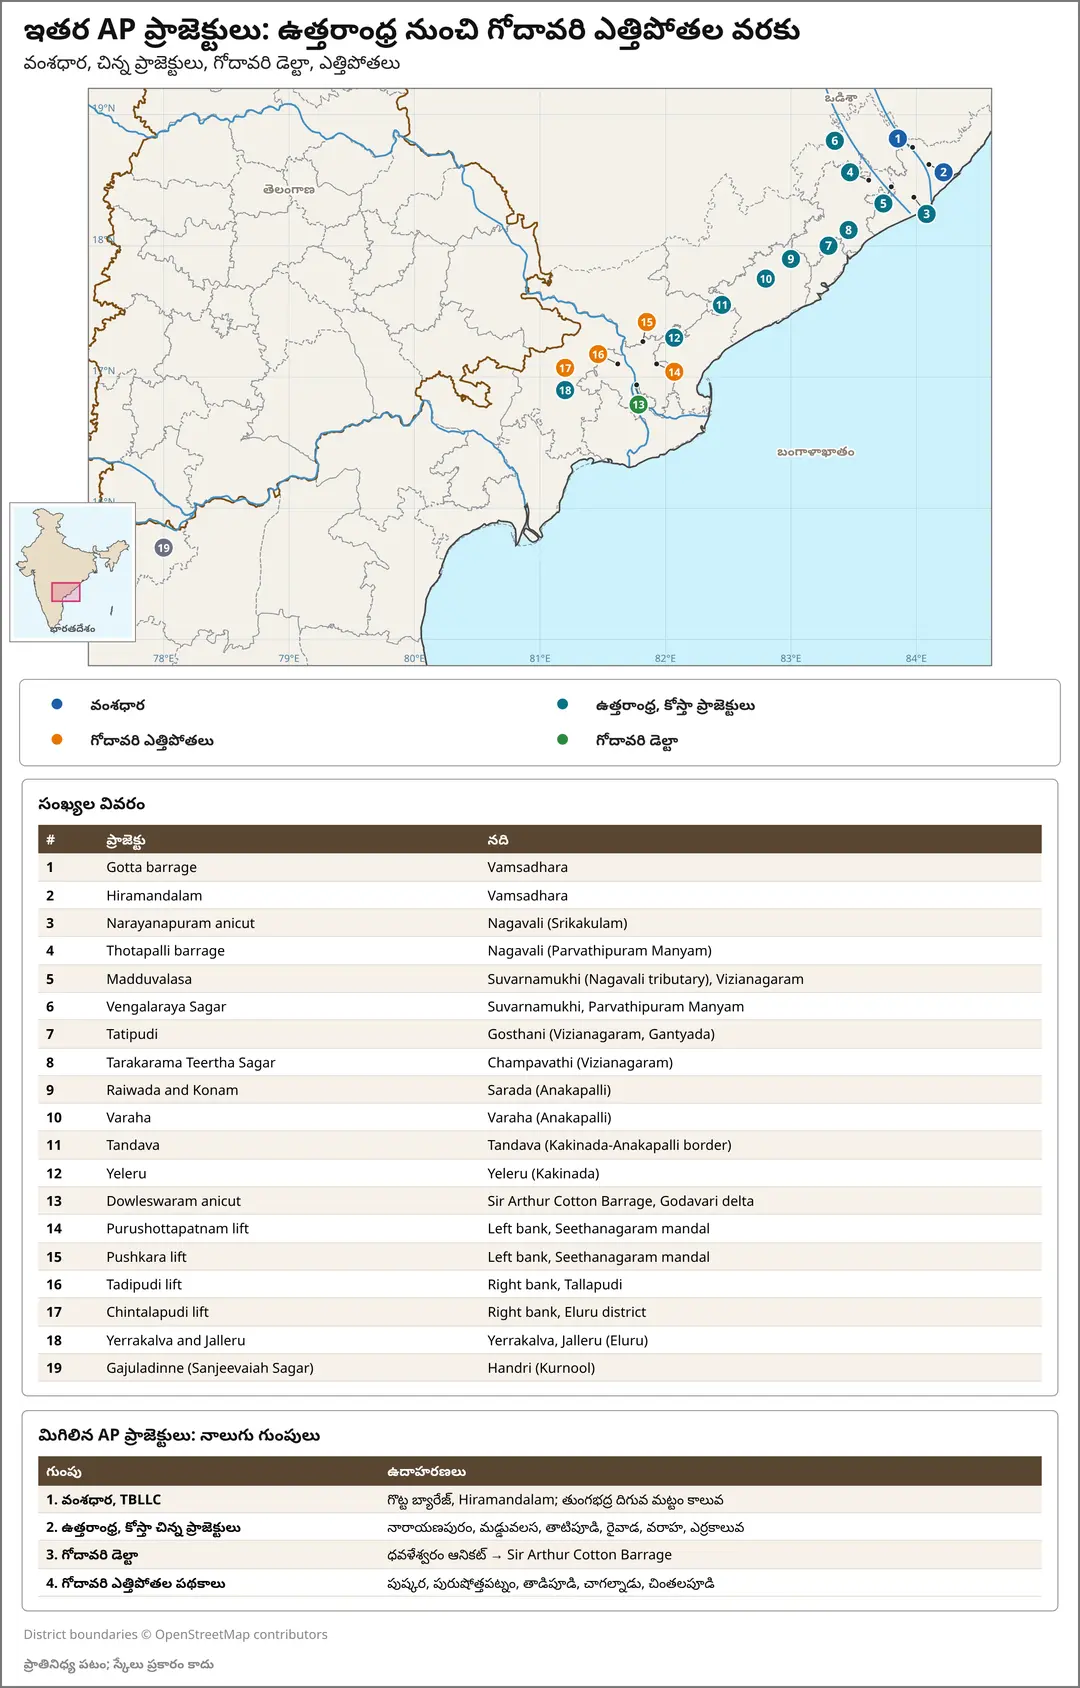 ఇతర AP ప్రాజెక్టులు: ఉత్తరాంధ్ర నుంచి గోదావరి ఎత్తిపోతల వరకు
వంశధార, చిన్న ప్రాజెక్టులు, గోదావరి డెల్టా, ఎత్తిపోతలు
ఒడిశా
19°N
6
1
4
2
తెలంగాణ
5
3
8
18°N
7
9
10
11
15
12
16
17
14
17°N
18
13
బంగాళాఖాతం
19
భారతదేశం
78°E
79°E
80°E
81°E
82°E
83°E
84°E
వంశధార
ఉత్తరాంధ్ర, కోస్తా ప్రాజెక్టులు
గోదావరి ఎత్తిపోతలు
గోదావరి డెల్టా
సంఖ్యల వివరం
# ప్రాజెక్టు నది
1 Gotta barrage Vamsadhara
2 Hiramandalam Vamsadhara
3 Narayanapuram anicut Nagavali (Srikakulam)
4 Thotapalli barrage Nagavali (Parvathipuram Manyam)
5 Madduvalasa Suvarnamukhi (Nagavali tributary), Vizianagaram
6 Vengalaraya Sagar Suvarnamukhi, Parvathipuram Manyam
7 Tatipudi Gosthani (Vizianagaram, Gantyada)
8 Tarakarama Teertha Sagar Champavathi (Vizianagaram)
9 Raiwada and Konam Sarada (Anakapalli)
10 Varaha Varaha (Anakapalli)
11 Tandava Tandava (Kakinada-Anakapalli border)
12 Yeleru Yeleru (Kakinada)
13 Dowleswaram anicut Sir Arthur Cotton Barrage, Godavari delta
14 Purushottapatnam lift Left bank, Seethanagaram mandal
15 Pushkara lift Left bank, Seethanagaram mandal
16 Tadipudi lift Right bank, Tallapudi
17 Chintalapudi lift Right bank, Eluru district
18 Yerrakalva and Jalleru Yerrakalva, Jalleru (Eluru)
19 Gajuladinne (Sanjeevaiah Sagar) Handri (Kurnool)
మిగిలిన AP ప్రాజెక్టులు: నాలుగు గుంపులు
గుంపు ఉదాహరణలు
1. వంశధార, TBLLC గొట్ట బ్యారేజ్, Hiramandalam; తుంగభద్ర దిగువ మట్టం కాలువ
2. ఉత్తరాంధ్ర, కోస్తా చిన్న ప్రాజెక్టులు నారాయణపురం, మడ్డువలస, తాటిపూడి, రైవాడ, వరాహ, ఎర్రకాలువ
3. గోదావరి డెల్టా ధవళేశ్వరం ఆనికట్ → Sir Arthur Cotton Barrage
4. గోదావరి ఎత్తిపోతల పథకాలు పుష్కర, పురుషోత్తపట్నం, తాడిపూడి, చాగల్నాడు, చింతలపూడి
District boundaries © OpenStreetMap contributors
ప్రాతినిధ్య పటం; స్కేలు ప్రకారం కాదు